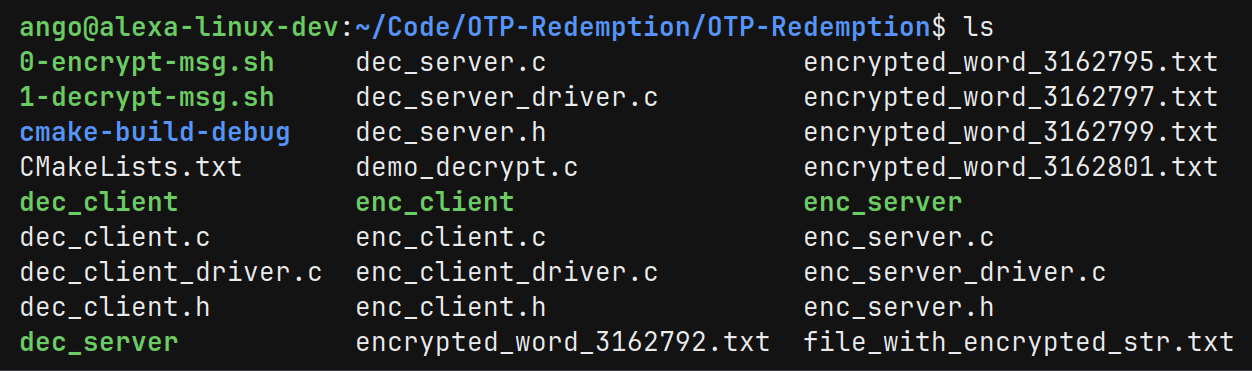 ango@alexa-linux-dev:~/Code/OTP-Redemption/OTP-Redemption$ ls
0-encrypt-msg.sh     dec_server.c                encrypted_word_3162795.txt
1-decrypt-msg.sh     dec_server_driver.c         encrypted_word_3162797.txt
cmake-build-debug    dec_server.h                encrypted_word_3162799.txt
CMakeLists.txt       demo_decrypt.c              encrypted_word_3162801.txt
dec_client           enc_client                  enc_server
dec_client.c         enc_client.c                enc_server.c
dec_client_driver.c  enc_client_driver.c         enc_server_driver.c
dec_client.h         enc_client.h                enc_server.h
dec_server           encrypted_word_3162792.txt  file_with_encrypted_str.txt